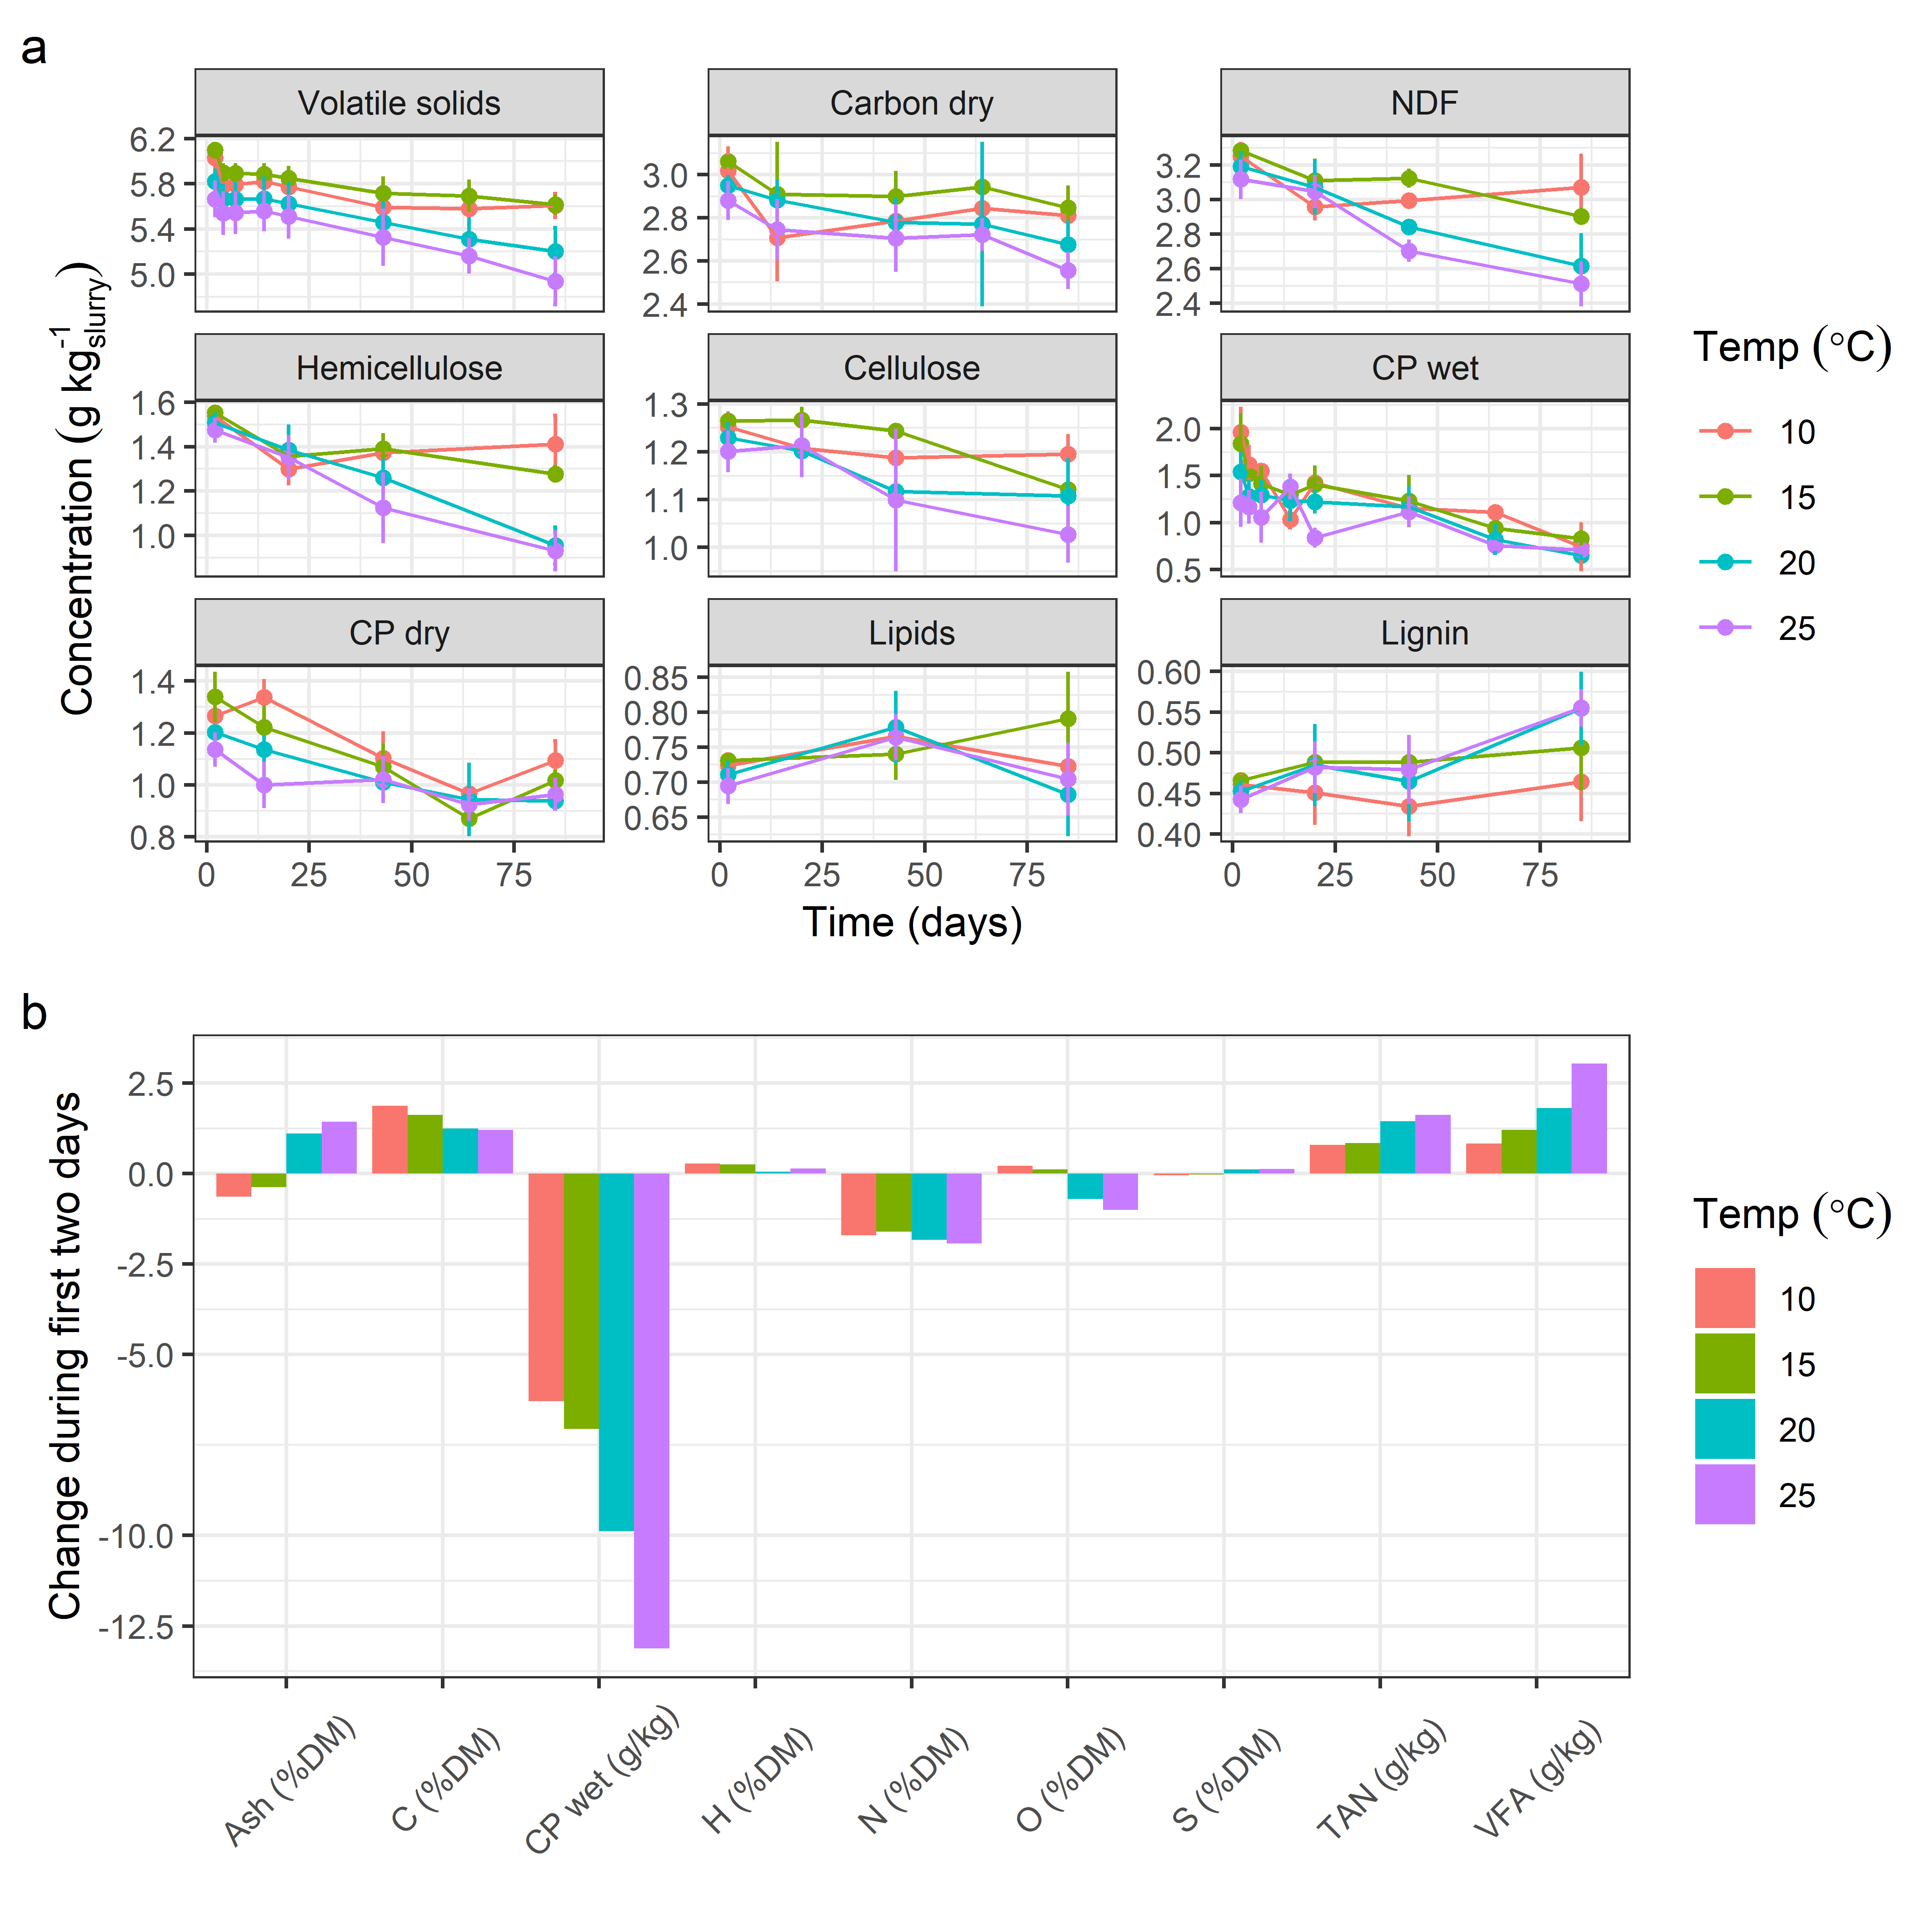 a
Volatile solids
Carbon dry
NDF
6.2
5.8
5.4
5.0
3.0
2.8
2.6
2.4
3.2
3.0
2.8
2.6
2.4
Hemicellulose
Cellulose
CP wet
1.6
1.4
1.2
1.0
1.3
1.2
1.1
1.0
2.0
1.5
1.0
0.5
CP dry
Lipids
Lignin
1.4
1.2
1.0
0.8
0.85
0.80
0.75
0.70
0.65
0.60
0.55
0.50
0.45
0.40
0 25 50 75
0 25 50 75
0 25 50 75
Time (days)
Concentration (g kg⁻¹slurry)
Temp (°C)
10
15
20
25
b
2.5
0.0
-2.5
-5.0
-10.0
-12.5
Change during first two days
Ash (%DM)
C (%DM)
CP wet (g/kg)
H (%DM)
N (%DM)
O (%DM)
S (%DM)
TAN (g/kg)
VFA (g/kg)
Temp (°C)
10
15
20
25